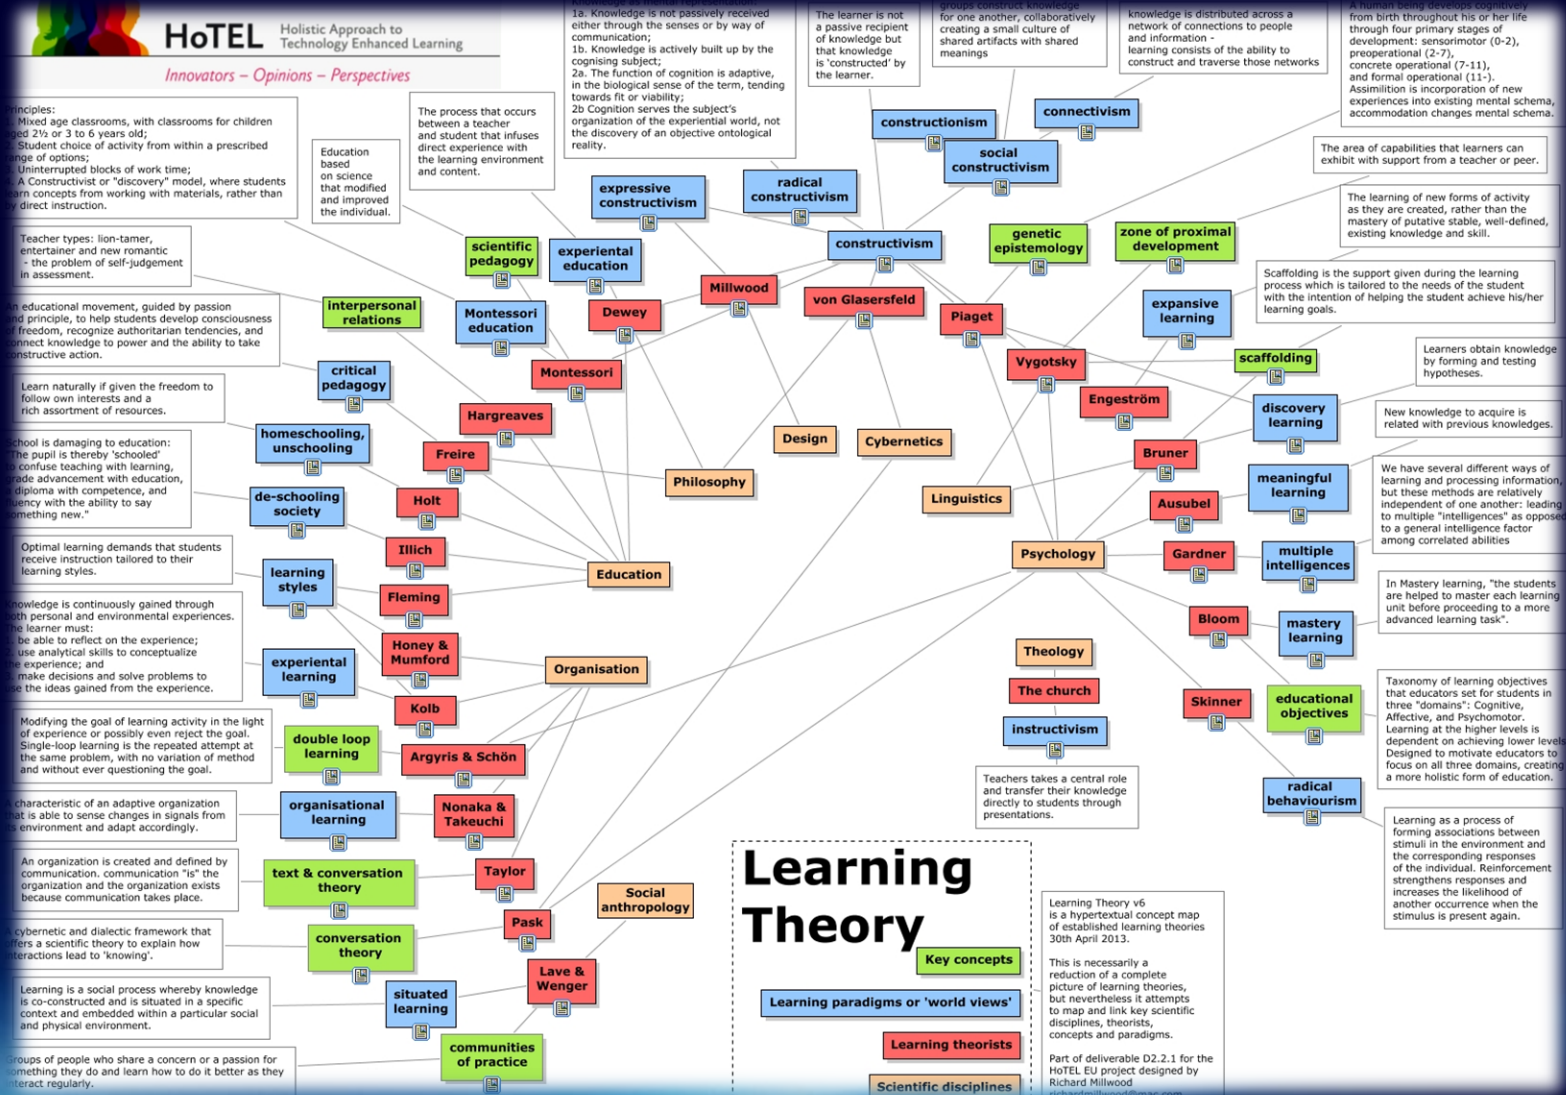 HoTEL
Holistic Approach to
Technology Enhanced Learning
Innovators – Opinions – Perspectives
Principles:
1. Mixed age classrooms, with classrooms for children
aged 2½ or 3 to 6 years old;
2. Student choice of activity from within a prescribed
range of options;
3. Uninterrupted blocks of work time;
4. A Constructivist or "discovery" model, where students
learn concepts from working with materials, rather than
by direct instruction.
Education
based
on science
that modified
and improved
the individual.
The process that occurs
between a teacher
and student that infuses
direct experience with
the learning environment
and content.
Knowledge as mental representation:
1a. Knowledge is not passively received
either through the senses or by way of
communication;
1b. Knowledge is actively built up by the
cognising subject;
2a. The function of cognition is adaptive,
in the biological sense of the term, tending
towards fit or viability;
2b Cognition serves the subject's
organization of the experiential world, not
the discovery of an objective ontological
reality.
The learner is not
a passive recipient
of knowledge but
that knowledge
is 'constructed' by
the learner.
groups construct knowledge
for one another, collaboratively
creating a small culture of
shared artifacts with shared
meanings
knowledge is distributed across a
network of connections to people
and information -
learning consists of the ability to
construct and traverse those networks
A human being develops cognitively
from birth throughout his or her life
through four primary stages of
development: sensorimotor (0-2),
preoperational (2-7),
concrete operational (7-11),
and formal operational (11-).
Assimilition is incorporation of new
experiences into existing mental schema,
accommodation changes mental schema.
The area of capabilities that learners can
exhibit with support from a teacher or peer.
The learning of new forms of activity
as they are created, rather than the
mastery of putative stable, well-defined,
existing knowledge and skill.
Scaffolding is the support given during the learning
process which is tailored to the needs of the student
with the intention of helping the student achieve his/her
learning goals.
Learners obtain knowledge
by forming and testing
hypotheses.
New knowledge to acquire is
related with previous knowledges.
We have several different ways of
learning and processing information,
but these methods are relatively
independent of one another: leading
to multiple "intelligences" as opposed
to a general intelligence factor
among correlated abilities
In Mastery learning, "the students
are helped to master each learning
unit before proceeding to a more
advanced learning task".
Taxonomy of learning objectives
that educators set for students in
three "domains": Cognitive,
Affective, and Psychomotor.
Learning at the higher levels is
dependent on achieving lower levels
Designed to motivate educators to
focus on all three domains, creating
a more holistic form of education.
Learning as a process of
forming associations between
stimuli in the environment and
the corresponding responses
of the individual. Reinforcement
strengthens responses and
increases the likelihood of
another occurrence when the
stimulus is present again.
Teacher types: lion-tamer,
entertainer and new romantic
- the problem of self-judgement
in assessment.
An educational movement, guided by passion
and principle, to help students develop consciousness
of freedom, recognize authoritarian tendencies, and
connect knowledge to power and the ability to take
constructive action.
Learn naturally if given the freedom to
follow own interests and a
rich assortment of resources.
School is damaging to education:
"The pupil is thereby 'schooled'
to confuse teaching with learning,
grade advancement with education,
a diploma with competence, and
fluency with the ability to say
something new."
Optimal learning demands that students
receive instruction tailored to their
learning styles.
Knowledge is continuously gained through
both personal and environmental experiences.
The learner must:
1. be able to reflect on the experience;
2. use analytical skills to conceptualize
the experience; and
3. make decisions and solve problems to
use the ideas gained from the experience.
Modifying the goal of learning activity in the light
of experience or possibly even reject the goal.
Single-loop learning is the repeated attempt at
the same problem, with no variation of method
and without ever questioning the goal.
A characteristic of an adaptive organization
that is able to sense changes in signals from
its environment and adapt accordingly.
An organization is created and defined by
communication. communication "is" the
organization and the organization exists
because communication takes place.
A cybernetic and dialectic framework that
offers a scientific theory to explain how
interactions lead to 'knowing'.
Learning is a social process whereby knowledge
is co-constructed and is situated in a specific
context and embedded within a particular social
and physical environment.
Groups of people who share a concern or a passion for
something they do and learn how to do it better as they
interact regularly.
constructionism
connectivism
social
constructivism
expressive
constructivism
radical
constructivism
constructivism
scientific
pedagogy
experiential
education
genetic
epistemology
zone of proximal
development
interpersonal
relations
Montessori
education
Dewey
Millwood
von Glasersfeld
Piaget
expansive
learning
Vygotsky
scaffolding
critical
pedagogy
Montessori
Hargreaves
Engeström
discovery
learning
homeschooling,
unschooling
Freire
Design
Cybernetics
Bruner
Philosophy
Linguistics
meaningful
learning
de-schooling
society
Holt
Ausubel
Illich
Education
Psychology
Gardner
multiple
intelligences
learning
styles
Fleming
Bloom
mastery
learning
Honey &
Mumford
Organisation
Theology
experiential
learning
Kolb
The church
Skinner
educational
objectives
instructivism
double loop
learning
Argyris & Schön
Teachers takes a central role
and transfer their knowledge
directly to students through
presentations.
radical
behaviourism
organisational
learning
Nonaka &
Takeuchi
text & conversation
theory
Taylor
Social
anthropology
Pask
conversation
theory
Lave &
Wenger
situated
learning
communities
of practice
Learning
Theory
Key concepts
Learning paradigms or 'world views'
Learning theorists
Scientific disciplines
Learning Theory v6
is a hypertextual concept map
of established learning theories
30th April 2013.
This is necessarily a
reduction of a complete
picture of learning theories,
but nevertheless it attempts
to map and link key scientific
disciplines, theorists,
concepts and paradigms.
Part of deliverable D2.2.1 for the
HoTEL EU project designed by
Richard Millwood
richardmillwood@mac.com